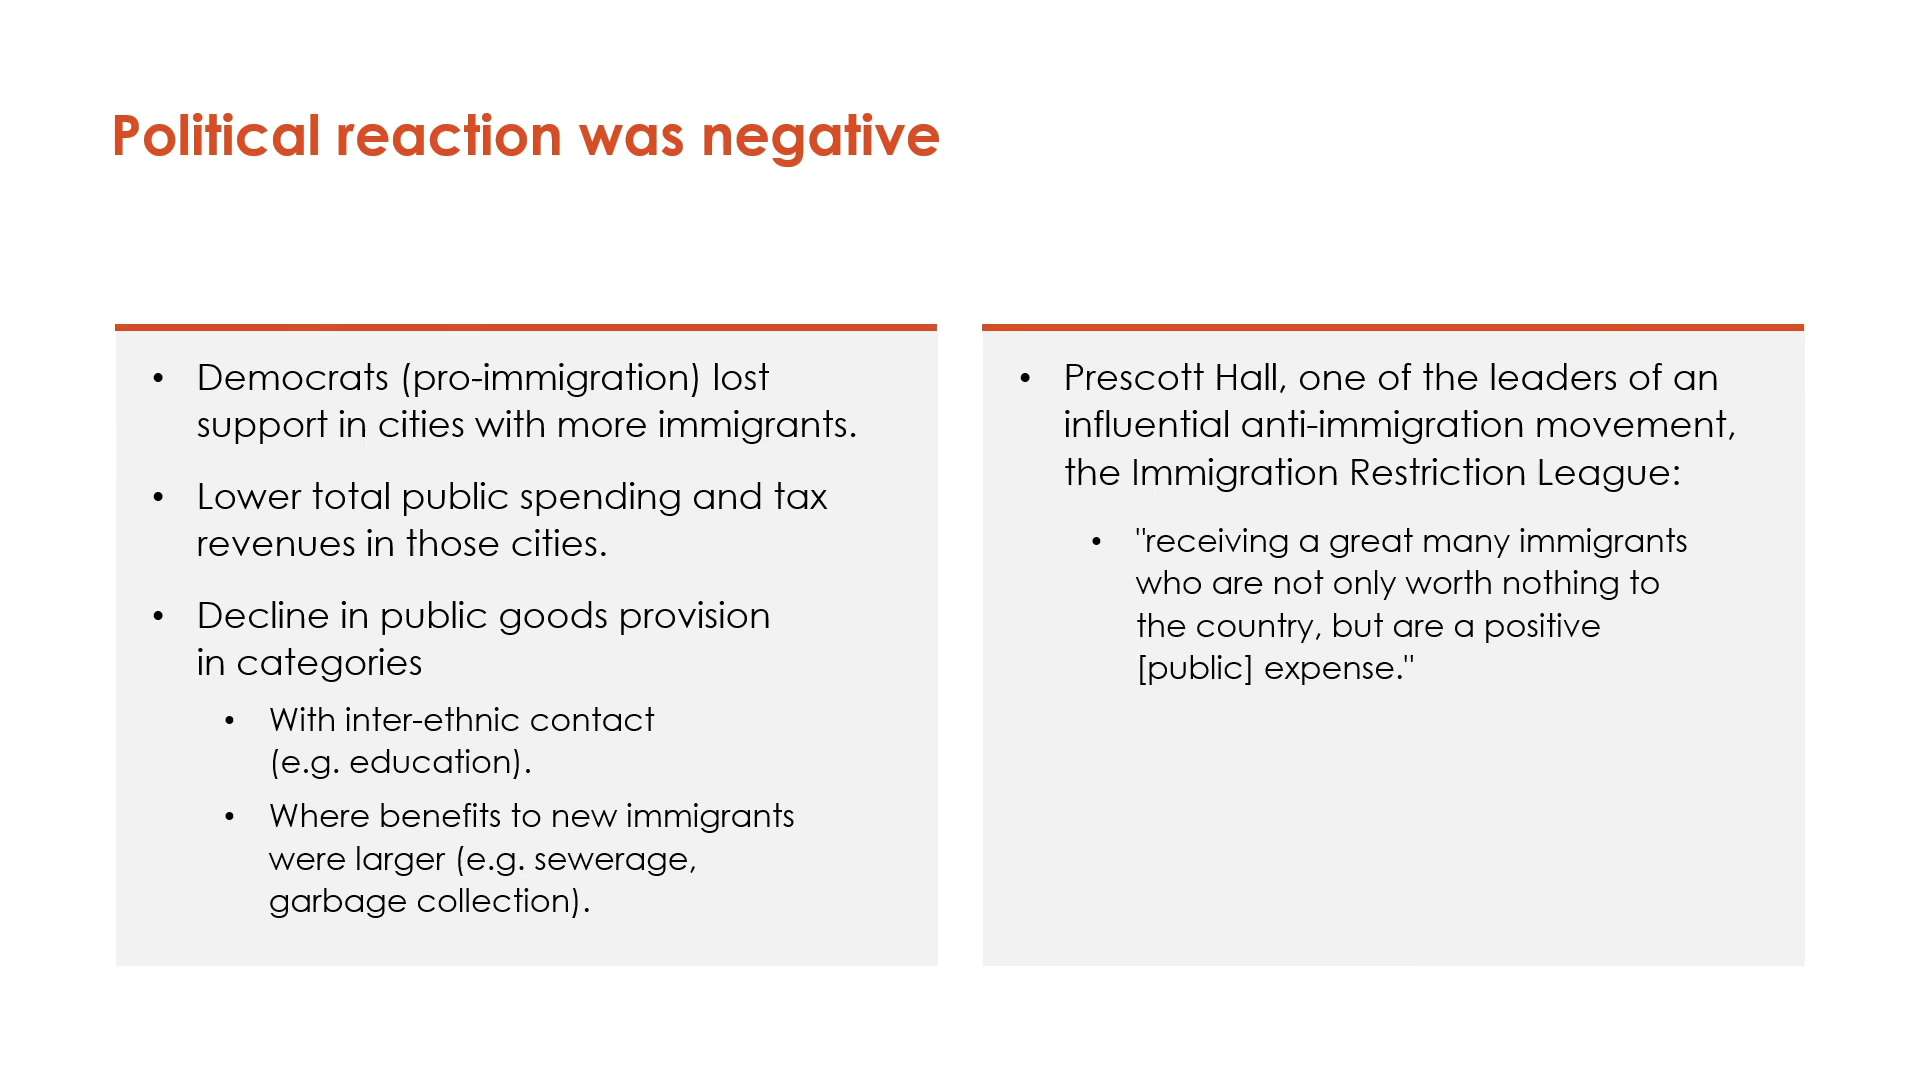 Political reaction was negative
• Democrats (pro-immigration) lost
support in cities with more immigrants.
• Lower total public spending and tax
revenues in those cities.
• Decline in public goods provision
in categories
• With inter-ethnic contact
(e.g. education).
• Where benefits to new immigrants
were larger (e.g. sewerage,
garbage collection).
• Prescott Hall, one of the leaders of an
influential anti-immigration movement,
the Immigration Restriction League:
• "receiving a great many immigrants
who are not only worth nothing to
the country, but are a positive
[public] expense."